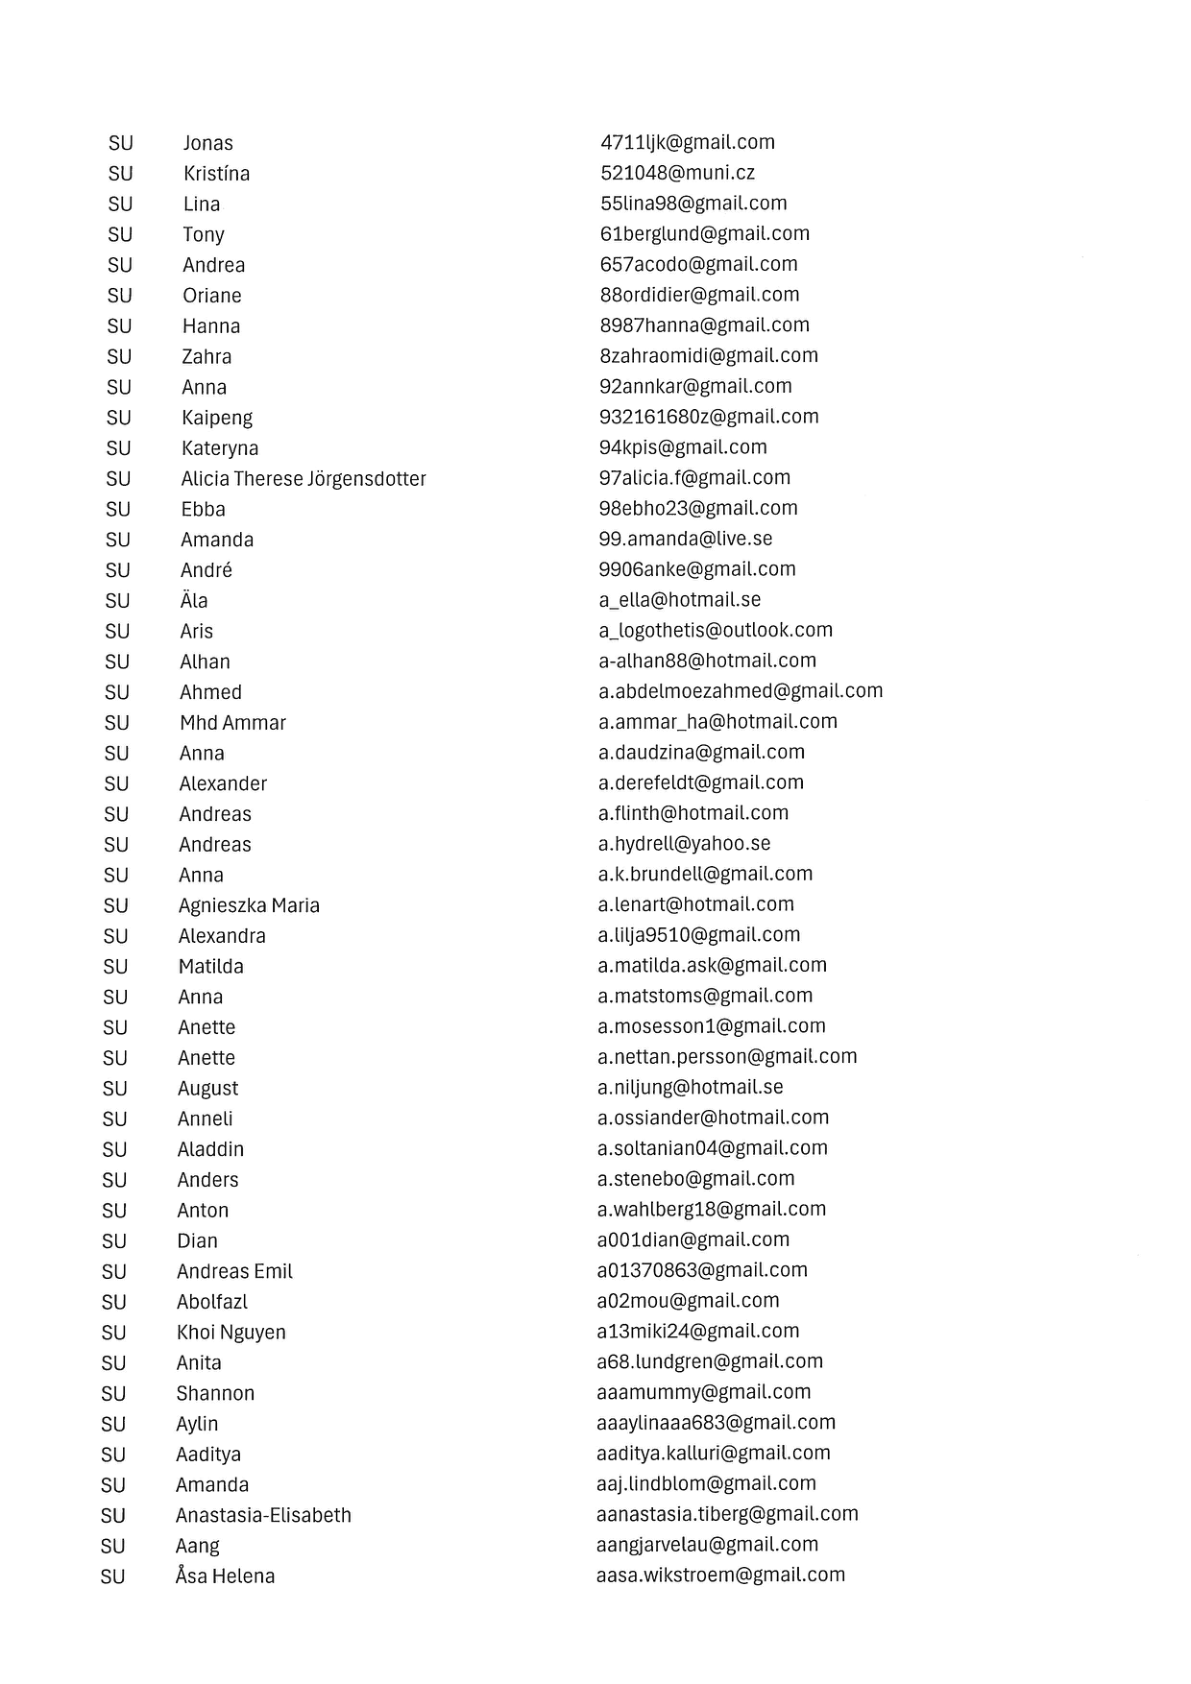 SU Jonas 4711ljk@gmail.com
SU Kristína 521048@muni.cz
SU Lina 55lina98@gmail.com
SU Tony 61berglund@gmail.com
SU Andrea 657acodo@gmail.com
SU Oriane 88ordidier@gmail.com
SU Hanna 8987hanna@gmail.com
SU Zahra 8zahraomidi@gmail.com
SU Anna 92annkar@gmail.com
SU Kaipeng 932161680z@gmail.com
SU Kateryna 94kpis@gmail.com
SU Alicia Therese Jörgensdotter 97alicia.f@gmail.com
SU Ebba 98ebho23@gmail.com
SU Amanda 99.amanda@live.se
SU André 9906anke@gmail.com
SU Äla a_ella@hotmail.se
SU Aris a_logothetis@outlook.com
SU Alhan a-alhan88@hotmail.com
SU Ahmed a.abdelmoezahmed@gmail.com
SU Mhd Ammar a.ammar_ha@hotmail.com
SU Anna a.daudzina@gmail.com
SU Alexander a.derefeldt@gmail.com
SU Andreas a.flinth@hotmail.com
SU Andreas a.hydrell@yahoo.se
SU Anna a.k.brundell@gmail.com
SU Agnieszka Maria a.lenart@hotmail.com
SU Alexandra a.lilja9510@gmail.com
SU Matilda a.matilda.ask@gmail.com
SU Anna a.matstoms@gmail.com
SU Anette a.mosesson1@gmail.com
SU Anette a.nettan.persson@gmail.com
SU August a.niljung@hotmail.se
SU Anneli a.ossiander@hotmail.com
SU Aladdin a.soltanian04@gmail.com
SU Anders a.stenebo@gmail.com
SU Anton a.wahlberg18@gmail.com
SU Dian a001dian@gmail.com
SU Andreas Emil a01370863@gmail.com
SU Abolfazl a02mou@gmail.com
SU Khoi Nguyen a13miki24@gmail.com
SU Anita a68.lundgren@gmail.com
SU Shannon aaamummy@gmail.com
SU Aylin aaaylinaaa683@gmail.com
SU Aaditya aaditya.kalluri@gmail.com
SU Amanda aaj.lindblom@gmail.com
SU Anastasia-Elisabeth aanastasia.tiberg@gmail.com
SU Aang aangjarvelau@gmail.com
SU Åsa Helena aasa.wikstroem@gmail.com